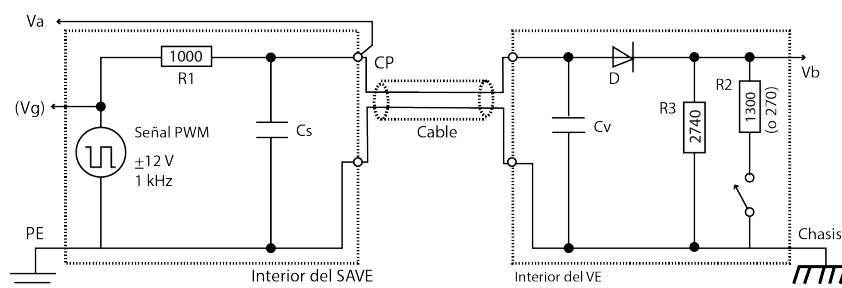 Va
1000
R1
CP
(Vg)
Señal PWM
±12 V
1 kHz
Cs
Cable
PE
Interior del SAVE
D
Cv
R3
2740
R2
1300
(o 270)
Vb
Chasis
Interior del VE